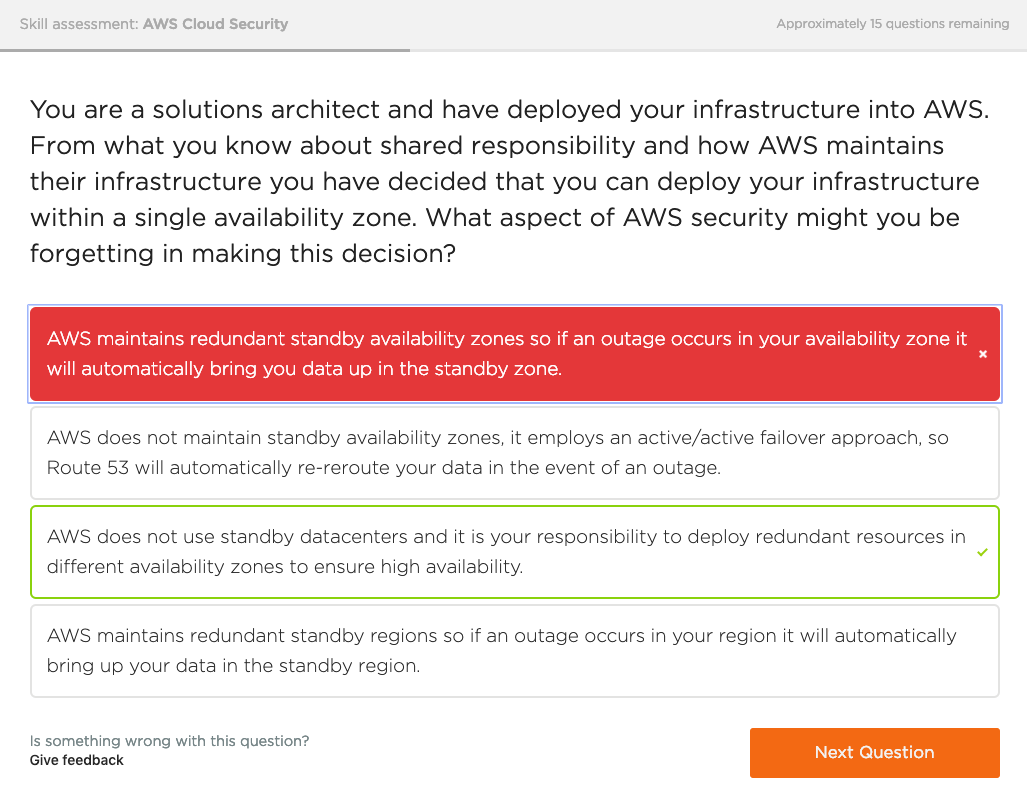 Skill assessment: AWS Cloud Security
Approximately 15 questions remaining
You are a solutions architect and have deployed your infrastructure into AWS.
From what you know about shared responsibility and how AWS maintains
their infrastructure you have decided that you can deploy your infrastructure
within a single availability zone. What aspect of AWS security might you be
forgetting in making this decision?
AWS maintains redundant standby availability zones so if an outage occurs in your availability zone it
will automatically bring you data up in the standby zone.
AWS does not maintain standby availability zones, it employs an active/active failover approach, so
Route 53 will automatically re-reroute your data in the event of an outage.
AWS does not use standby datacenters and it is your responsibility to deploy redundant resources in
different availability zones to ensure high availability.
AWS maintains redundant standby regions so if an outage occurs in your region it will automatically
bring up your data in the standby region.
Is something wrong with this question?
Give feedback
Next Question